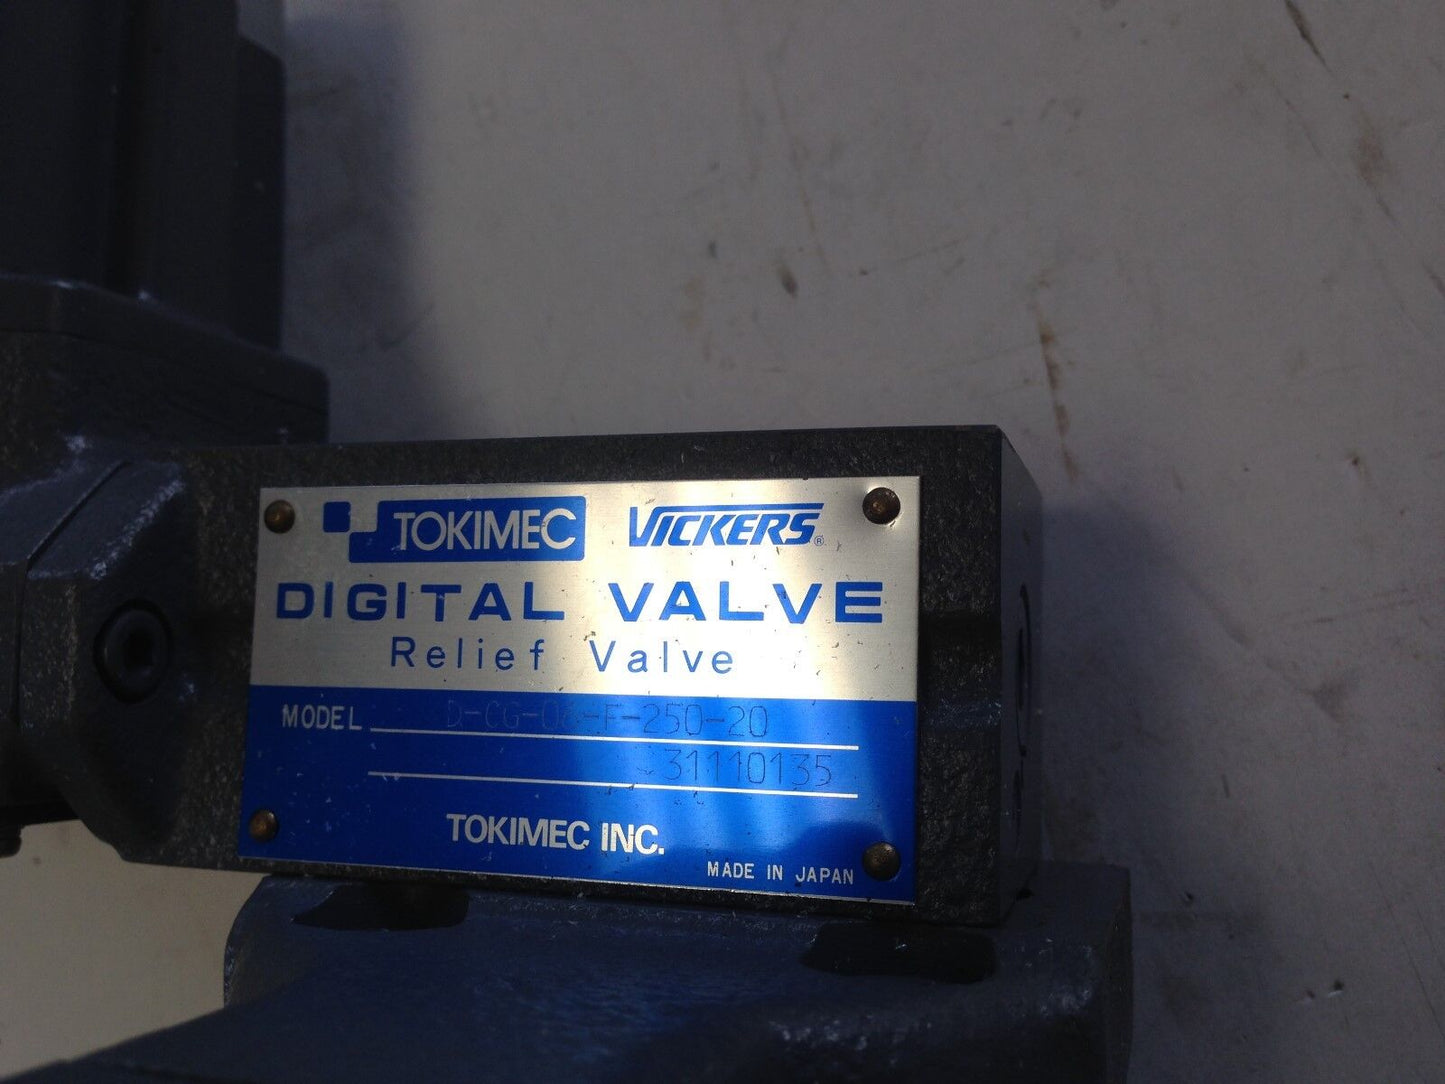 TOKIMEC VICKERS®
DIGITAL VALVE
Relief Valve
MODEL D-CG-06-F-250-20
31110135
TOKIMEC INC.
MADE IN JAPAN